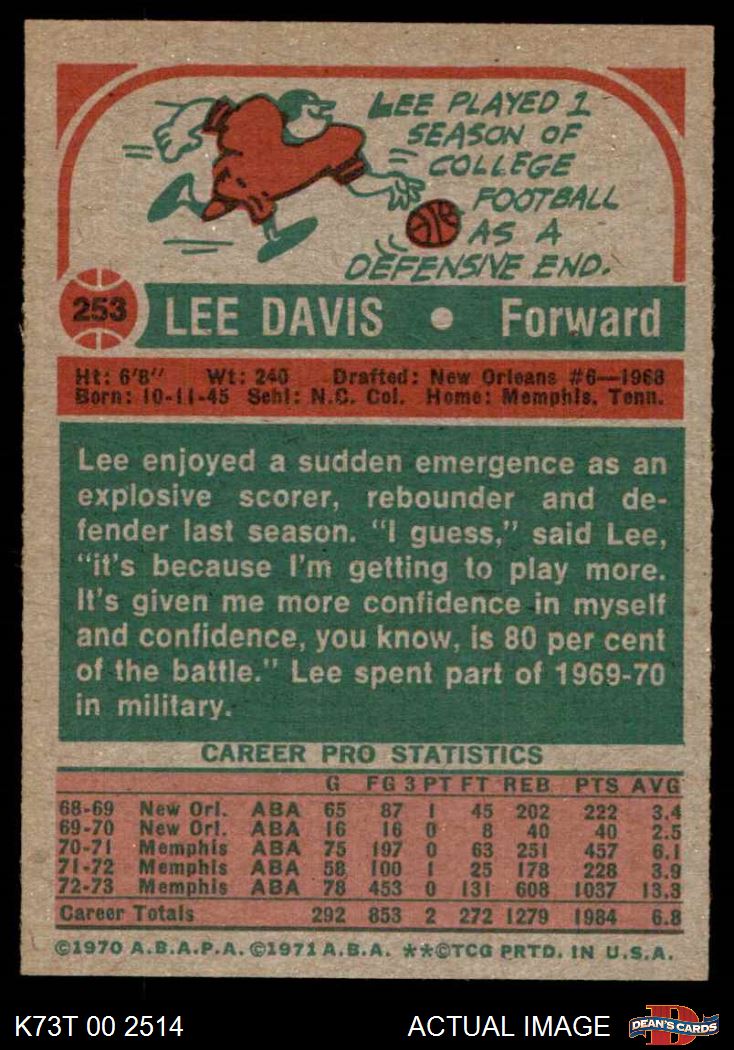 LEE PLAYED 1
SEASON OF
COLLEGE
FOOTBALL
AS A
DEFENSIVE END.
253 LEE DAVIS • Forward
Ht: 6'8" Wt: 240 Drafted: New Orleans #6—1968
Born: 10-11-45 Schl: N.C. Col. Home: Memphis, Tenn.
Lee enjoyed a sudden emergence as an
explosive scorer, rebounder and de-
fender last season. "I guess," said Lee,
"it's because I'm getting to play more.
It's given me more confidence in myself
and confidence, you know, is 80 per cent
of the battle." Lee spent part of 1969-70
in military.
CAREER PRO STATISTICS
G FG 3 PT FT REB PTS AVG
68-69 New Orl. ABA 65 87 1 45 202 222 3.4
69-70 New Orl. ABA 16 16 0 8 40 40 2.5
70-71 Memphis ABA 75 197 0 63 251 457 6.1
71-72 Memphis ABA 58 100 1 25 178 228 3.9
72-73 Memphis ABA 78 453 0 131 608 1037 13.3
Career Totals 292 853 2 272 1279 1984 6.8
©1970 A.B.A.P.A. ©1971 A.B.A. **©TCG PRTD. IN U.S.A.
K73T 00 2514 ACTUAL IMAGE DEAN'S CARDS